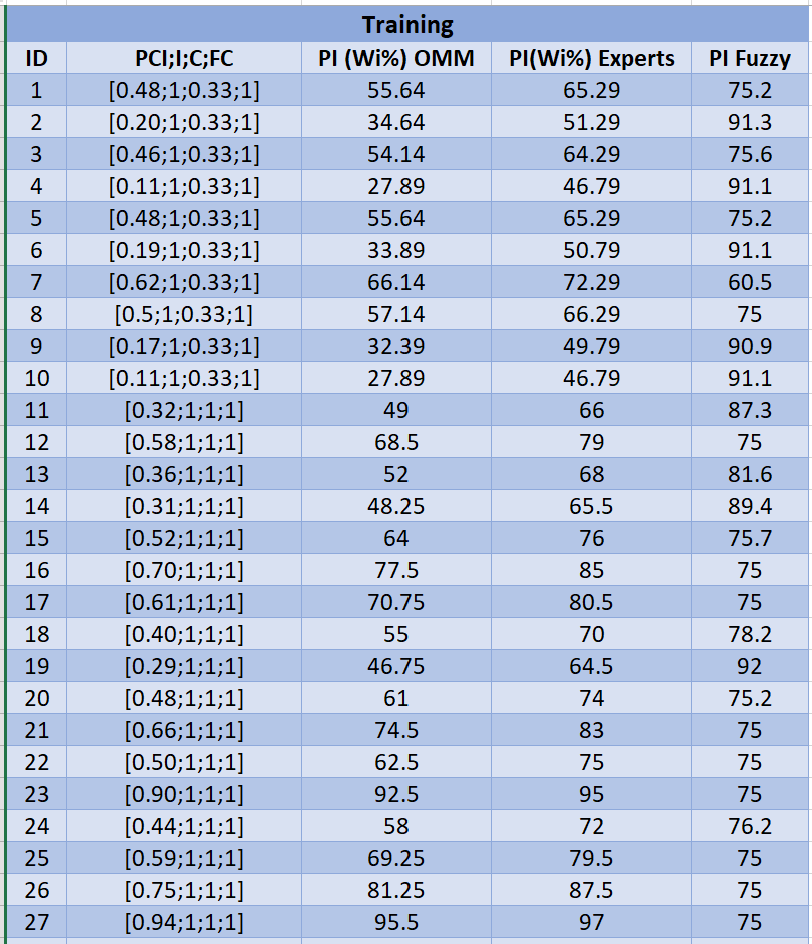 Training
ID PCI;I;C;FC PI (Wi%) OMM PI(Wi%) Experts PI Fuzzy
1 [0.48;1;0.33;1] 55.64 65.29 75.2
2 [0.20;1;0.33;1] 34.64 51.29 91.3
3 [0.46;1;0.33;1] 54.14 64.29 75.6
4 [0.11;1;0.33;1] 27.89 46.79 91.1
5 [0.48;1;0.33;1] 55.64 65.29 75.2
6 [0.19;1;0.33;1] 33.89 50.79 91.1
7 [0.62;1;0.33;1] 66.14 72.29 60.5
8 [0.5;1;0.33;1] 57.14 66.29 75
9 [0.17;1;0.33;1] 32.39 49.79 90.9
10 [0.11;1;0.33;1] 27.89 46.79 91.1
11 [0.32;1;1;1] 49 66 87.3
12 [0.58;1;1;1] 68.5 79 75
13 [0.36;1;1;1] 52 68 81.6
14 [0.31;1;1;1] 48.25 65.5 89.4
15 [0.52;1;1;1] 64 76 75.7
16 [0.70;1;1;1] 77.5 85 75
17 [0.61;1;1;1] 70.75 80.5 75
18 [0.40;1;1;1] 55 70 78.2
19 [0.29;1;1;1] 46.75 64.5 92
20 [0.48;1;1;1] 61 74 75.2
21 [0.66;1;1;1] 74.5 83 75
22 [0.50;1;1;1] 62.5 75 75
23 [0.90;1;1;1] 92.5 95 75
24 [0.44;1;1;1] 58 72 76.2
25 [0.59;1;1;1] 69.25 79.5 75
26 [0.75;1;1;1] 81.25 87.5 75
27 [0.94;1;1;1] 95.5 97 75